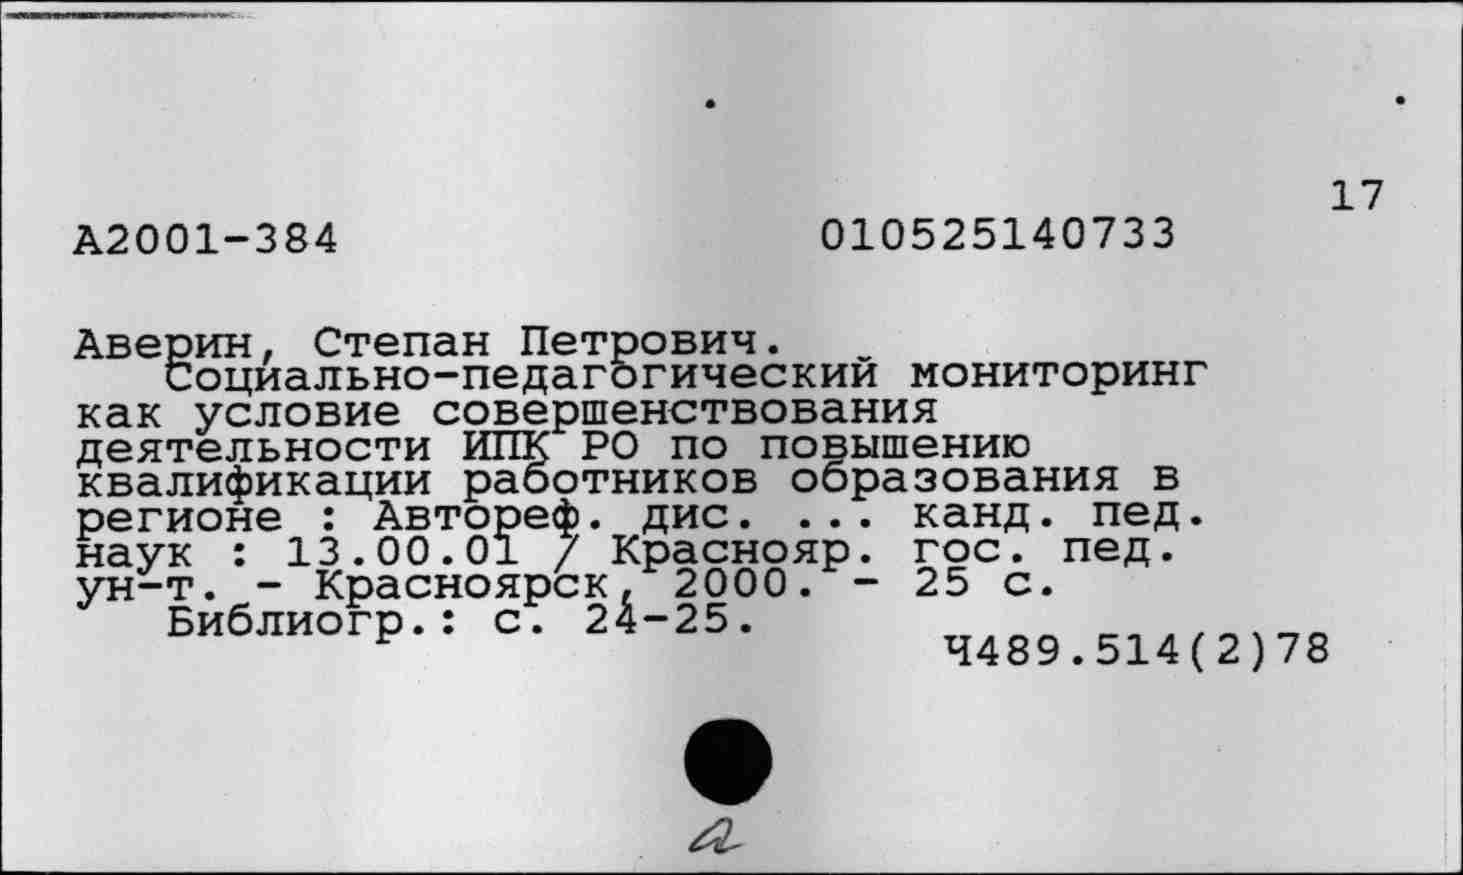 17
А2001-384 010525140733
Аверин, Степан Петрович.
Социально-педагогический мониторинг
как условие совершенствования
деятельности ИПК РО по повышению
квалификации работников образования в
регионе : Автореф. дис. ... канд. пед.
наук : 13.00.01 / Краснояр. гос. пед.
ун-т. - Красноярск, 2000. - 25 с.
Библиогр.: с. 24-25.
Ч489.514(2)78
а